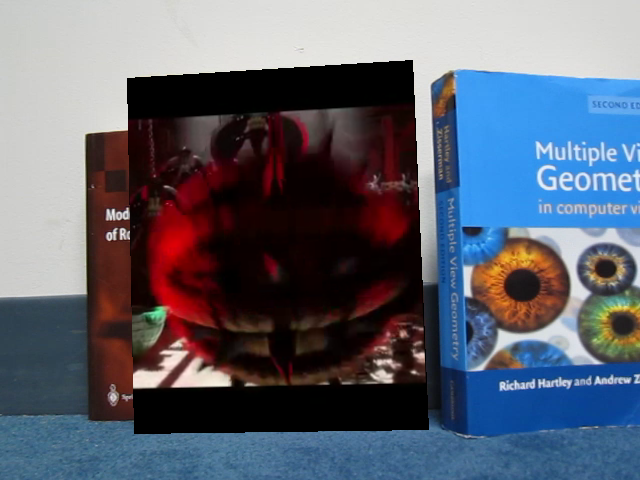 Mod
of Ro
Hartley and
Zisserman
Multiple View Geometry
SECOND ED
Multiple Vi
Geomet
in computer vi
Richard Hartley and Andrew Z